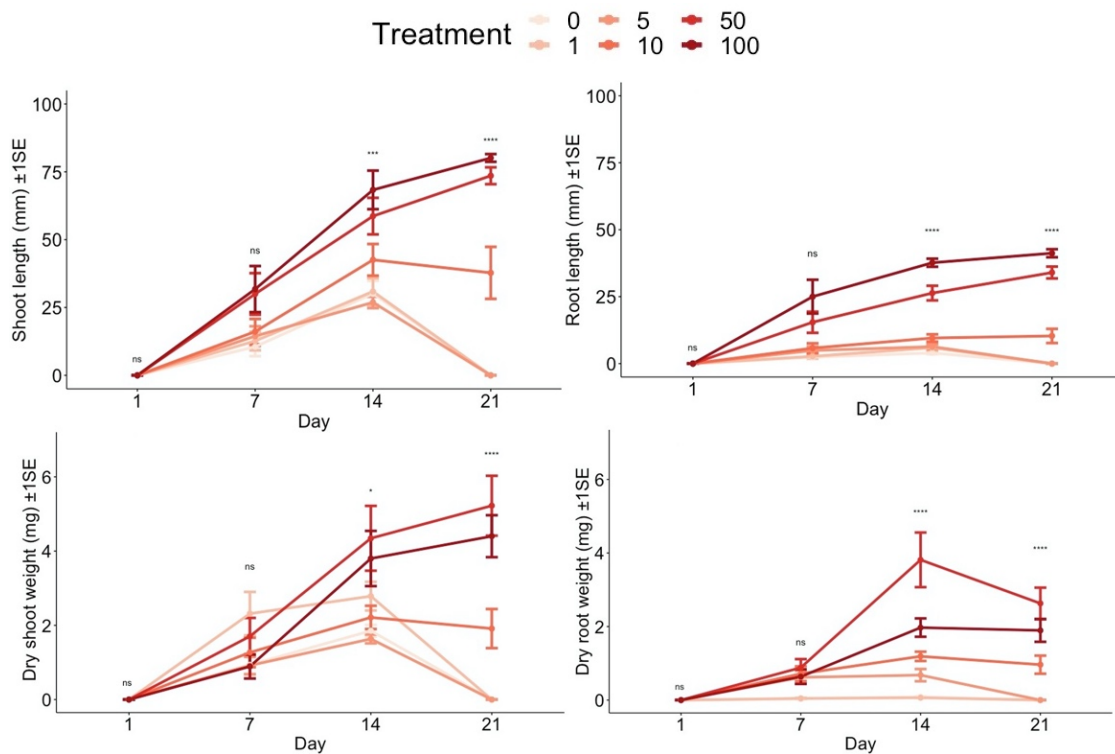 Treatment 0 5 50
1 10 100
Shoot length (mm) ±1SE
100
75
50
25
0
ns
ns
***
****
1 7 14 21
Day
Root length (mm) ±1SE
100
75
50
25
0
ns
ns
****
****
1 7 14 21
Day
Dry shoot weight (mg) ±1SE
6
4
2
0
ns
ns
*
****
1 7 14 21
Day
Dry root weight (mg) ±1SE
6
4
2
0
ns
ns
****
****
1 7 14 21
Day